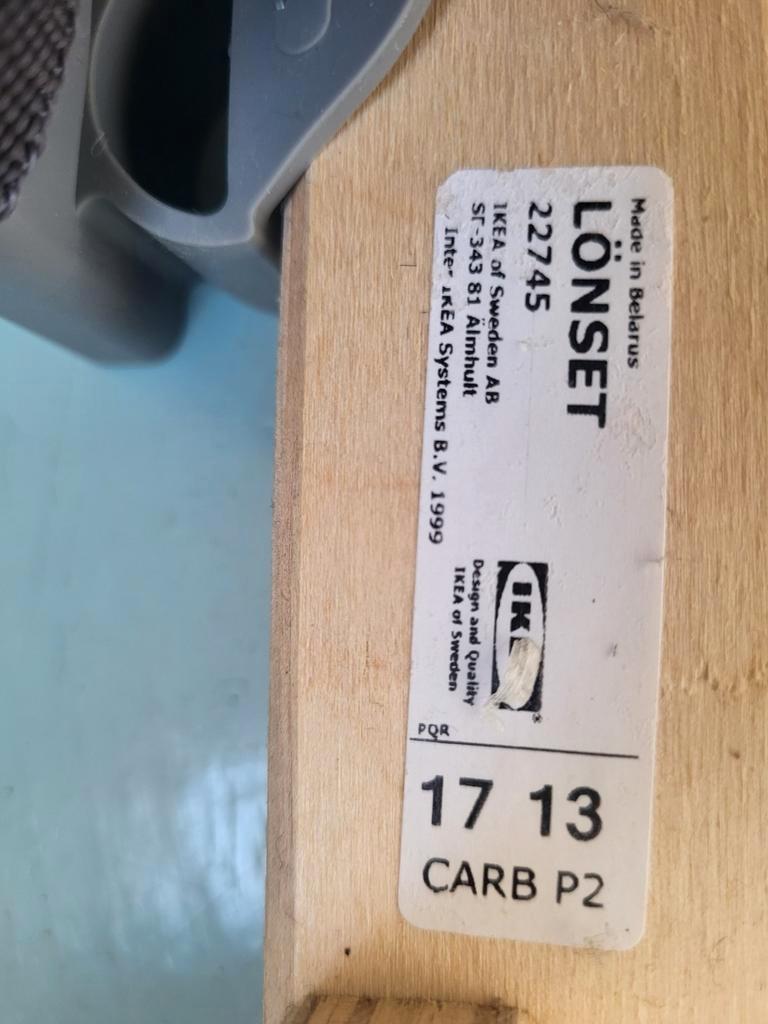 Made in Belarus
LÖNSET
22745
IKEA of Sweden AB
343 81 Älmhult
Inter IKEA Systems B.V. 1999
IK
®
Design and Quality
IKEA of Sweden
PQR
17 13
CARB P2